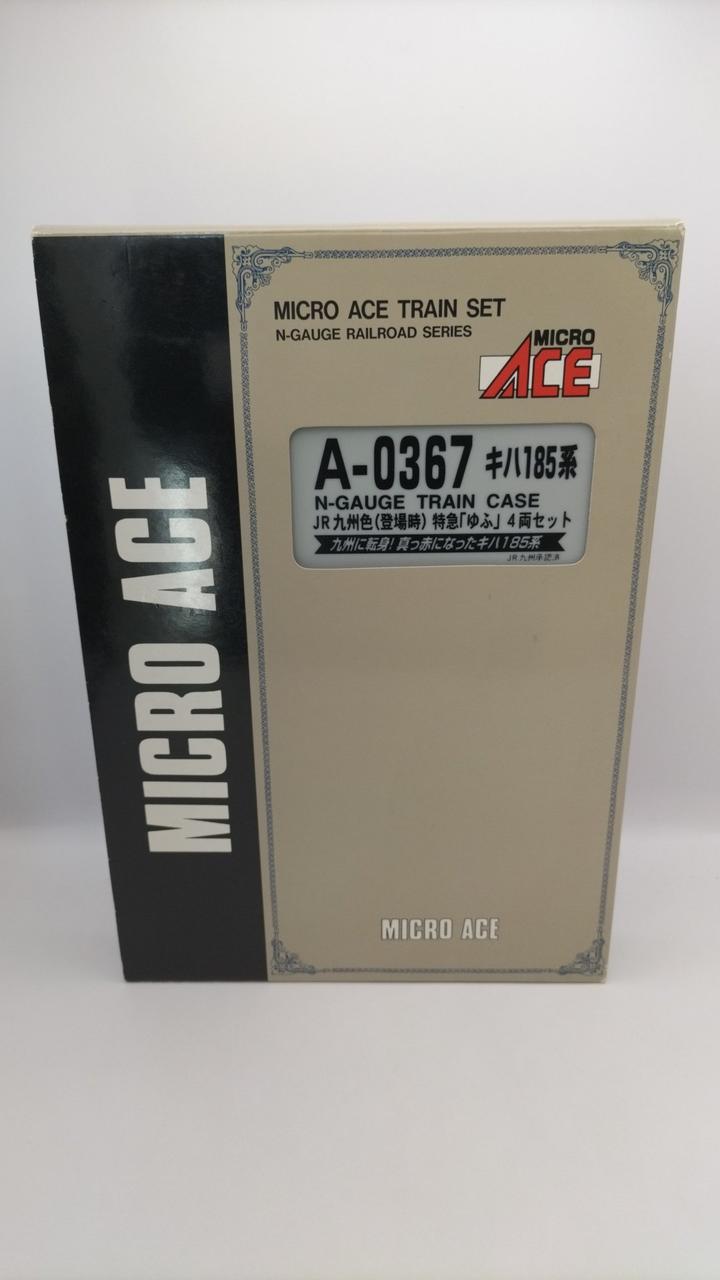 MICRO ACE
MICRO ACE TRAIN SET
N-GAUGE RAILROAD SERIES
MICRO
ACE
A-0367 キハ185系
N-GAUGE TRAIN CASE
JR九州色(登場時) 特急「ゆふ」 4両セット
九州に転身! 真っ赤になったキハ185系
JR九州承認済
MICRO ACE